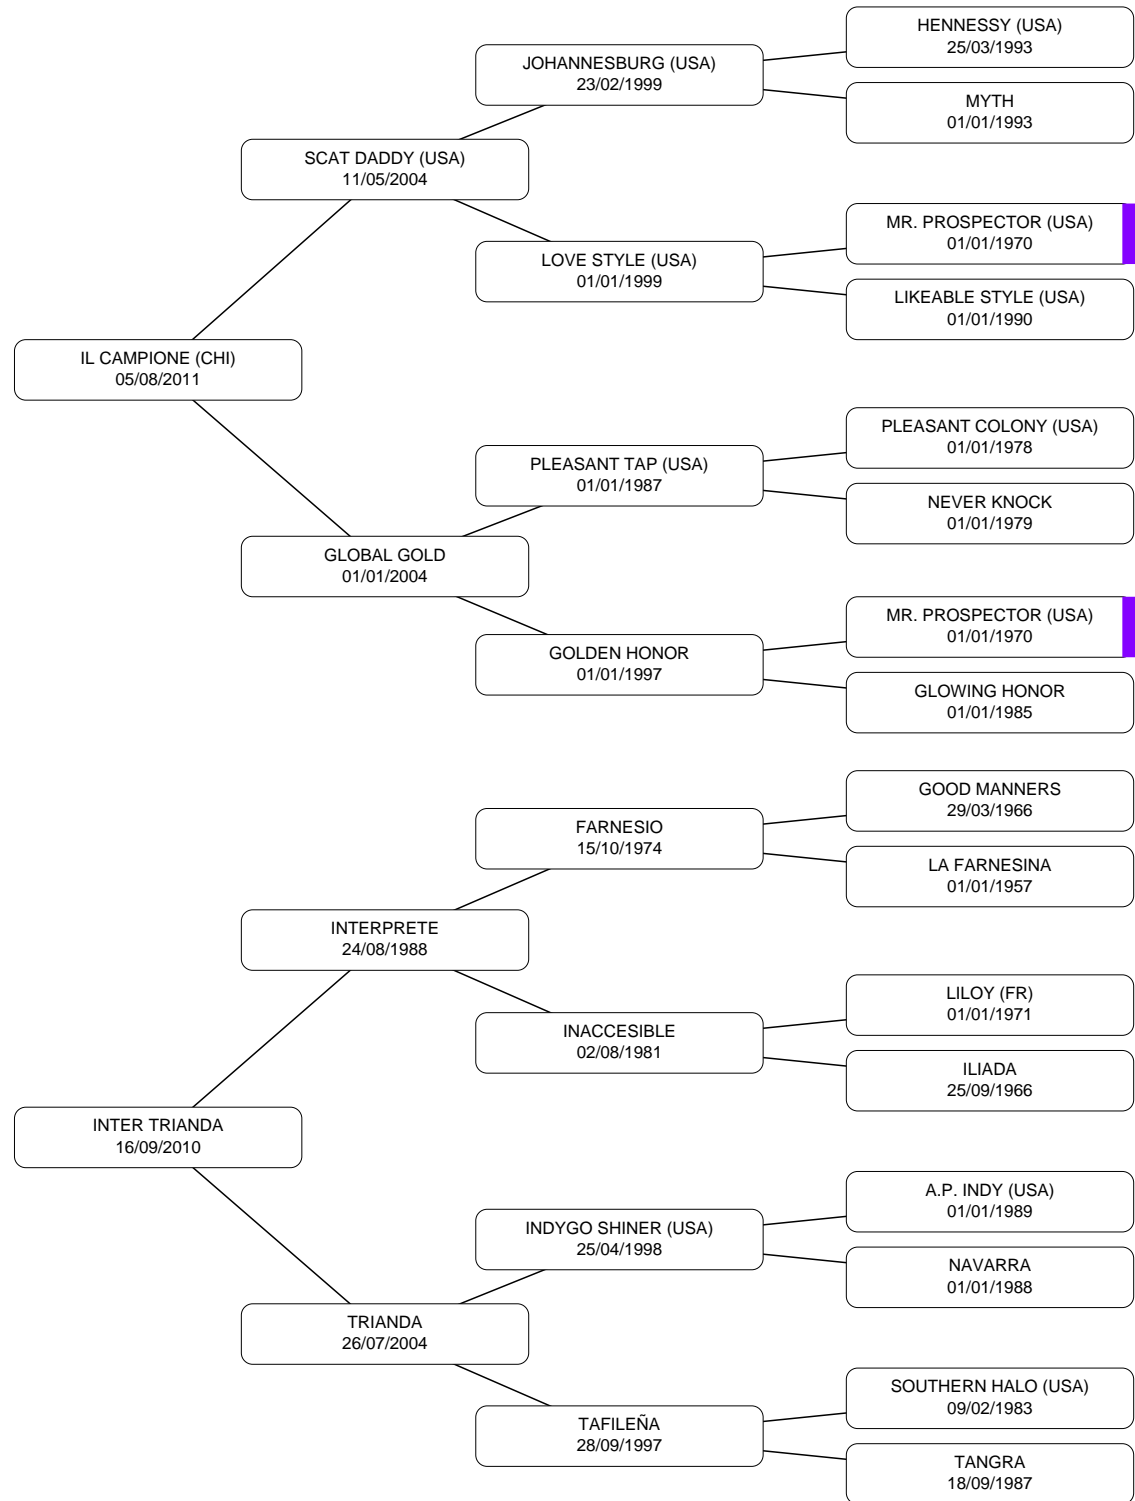 HENNESSY (USA)
25/03/1993
JOHANNESBURG (USA)
23/02/1999
MYTH
01/01/1993
SCAT DADDY (USA)
11/05/2004
MR. PROSPECTOR (USA)
01/01/1970
LOVE STYLE (USA)
01/01/1999
LIKEABLE STYLE (USA)
01/01/1990
IL CAMPIONE (CHI)
05/08/2011
PLEASANT COLONY (USA)
01/01/1978
PLEASANT TAP (USA)
01/01/1987
NEVER KNOCK
01/01/1979
GLOBAL GOLD
01/01/2004
MR. PROSPECTOR (USA)
01/01/1970
GOLDEN HONOR
01/01/1997
GLOWING HONOR
01/01/1985
GOOD MANNERS
29/03/1966
FARNESIO
15/10/1974
LA FARNESINA
01/01/1957
INTERPRETE
24/08/1988
LILOY (FR)
01/01/1971
INACCESIBLE
02/08/1981
ILIADA
25/09/1966
INTER TRIANDA
16/09/2010
A.P. INDY (USA)
01/01/1989
INDYGO SHINER (USA)
25/04/1998
NAVARRA
01/01/1988
TRIANDA
26/07/2004
SOUTHERN HALO (USA)
09/02/1983
TAFILEÑA
28/09/1997
TANGRA
18/09/1987